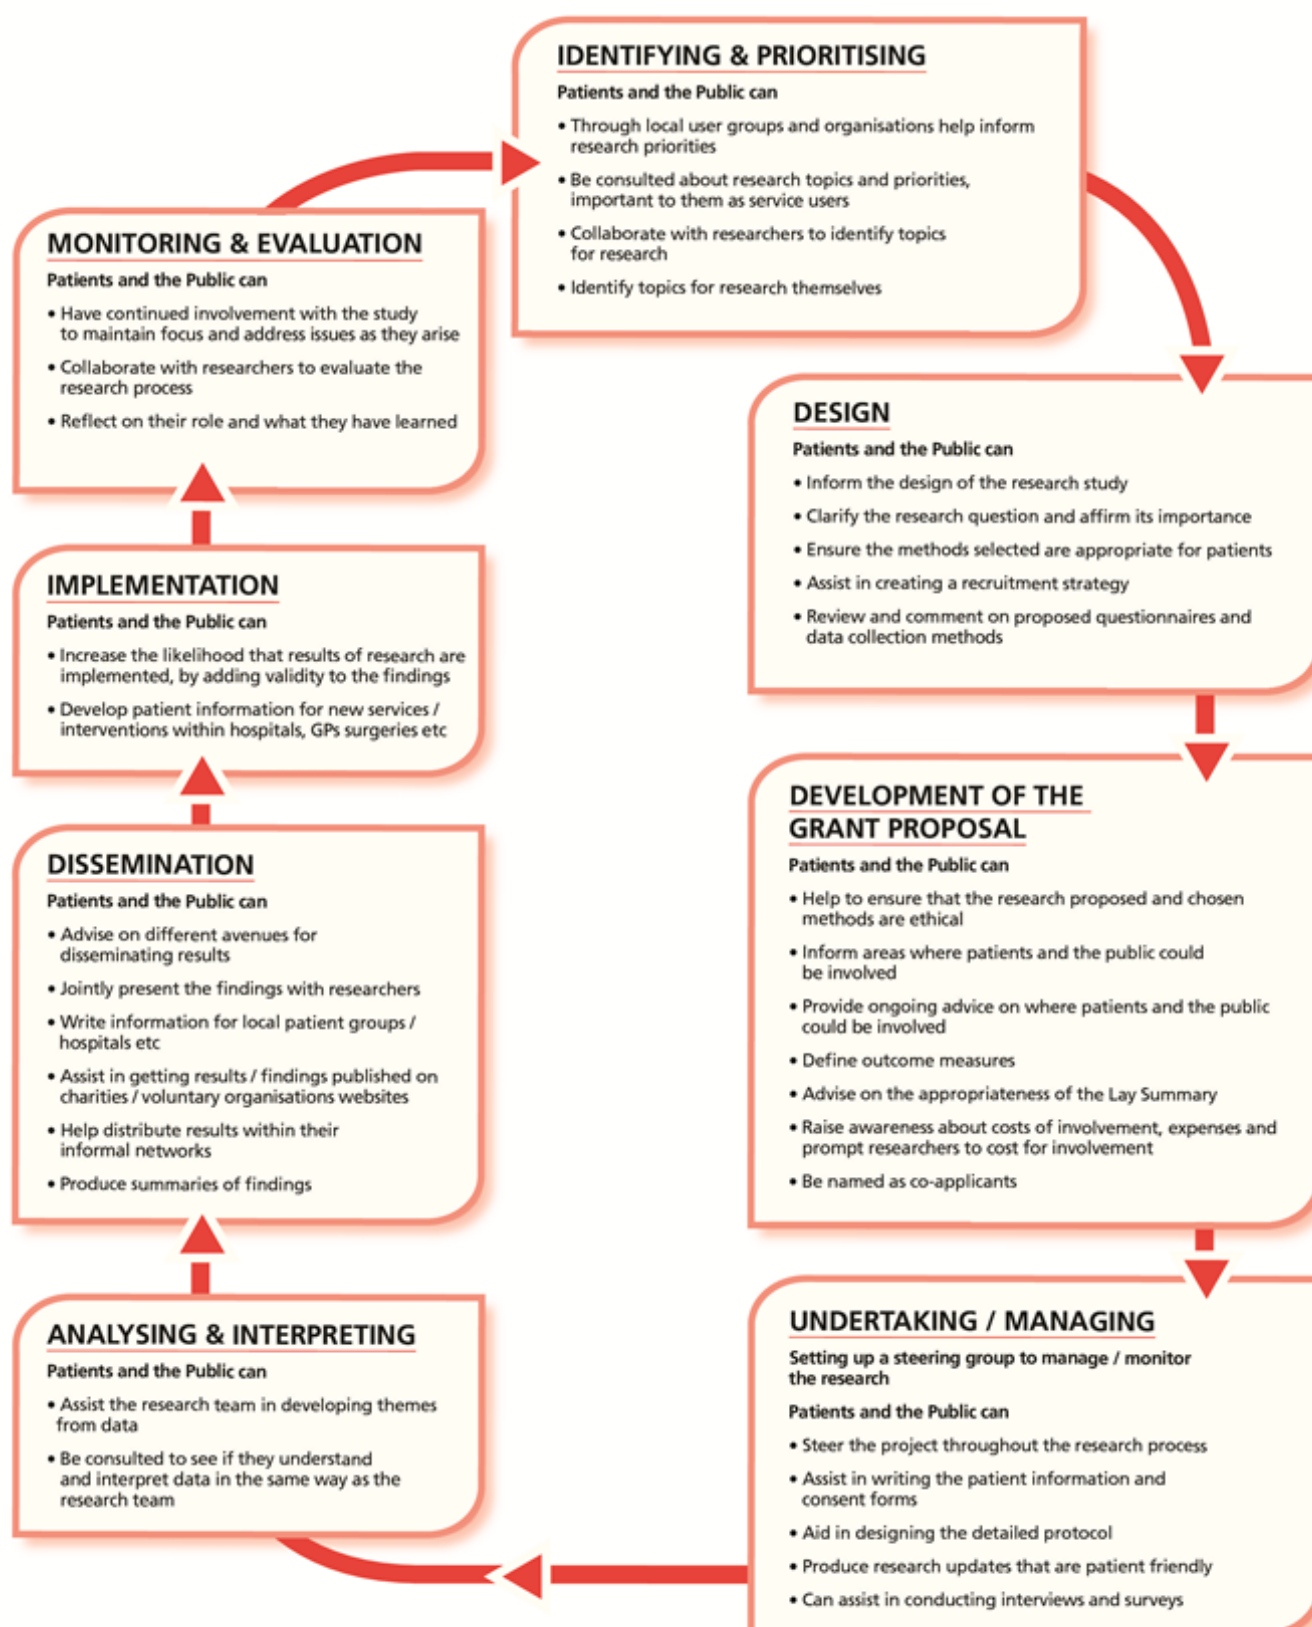 IDENTIFYING & PRIORITISING
Patients and the Public can
• Through local user groups and organisations help inform
research priorities
• Be consulted about research topics and priorities,
important to them as service users
• Collaborate with researchers to identify topics
for research
• Identify topics for research themselves
DESIGN
Patients and the Public can
• Inform the design of the research study
• Clarify the research question and affirm its importance
• Ensure the methods selected are appropriate for patients
• Assist in creating a recruitment strategy
• Review and comment on proposed questionnaires and
data collection methods
DEVELOPMENT OF THE
GRANT PROPOSAL
Patients and the Public can
• Help to ensure that the research proposed and chosen
methods are ethical
• Inform areas where patients and the public could
be involved
• Provide ongoing advice on where patients and the public
could be involved
• Define outcome measures
• Advise on the appropriateness of the Lay Summary
• Raise awareness about costs of involvement, expenses and
prompt researchers to cost for involvement
• Be named as co-applicants
UNDERTAKING / MANAGING
Setting up a steering group to manage / monitor
the research
Patients and the Public can
• Steer the project throughout the research process
• Assist in writing the patient information and
consent forms
• Aid in designing the detailed protocol
• Produce research updates that are patient friendly
• Can assist in conducting interviews and surveys
ANALYSING & INTERPRETING
Patients and the Public can
• Assist the research team in developing themes
from data
• Be consulted to see if they understand
and interpret data in the same way as the
research team
DISSEMINATION
Patients and the Public can
• Advise on different avenues for
disseminating results
• Jointly present the findings with researchers
• Write information for local patient groups /
hospitals etc
• Assist in getting results / findings published on
charities / voluntary organisations websites
• Help distribute results within their
informal networks
• Produce summaries of findings
IMPLEMENTATION
Patients and the Public can
• Increase the likelihood that results of research are
implemented, by adding validity to the findings
• Develop patient information for new services /
interventions within hospitals, GPs surgeries etc
MONITORING & EVALUATION
Patients and the Public can
• Have continued involvement with the study
to maintain focus and address issues as they arise
• Collaborate with researchers to evaluate the
research process
• Reflect on their role and what they have learned